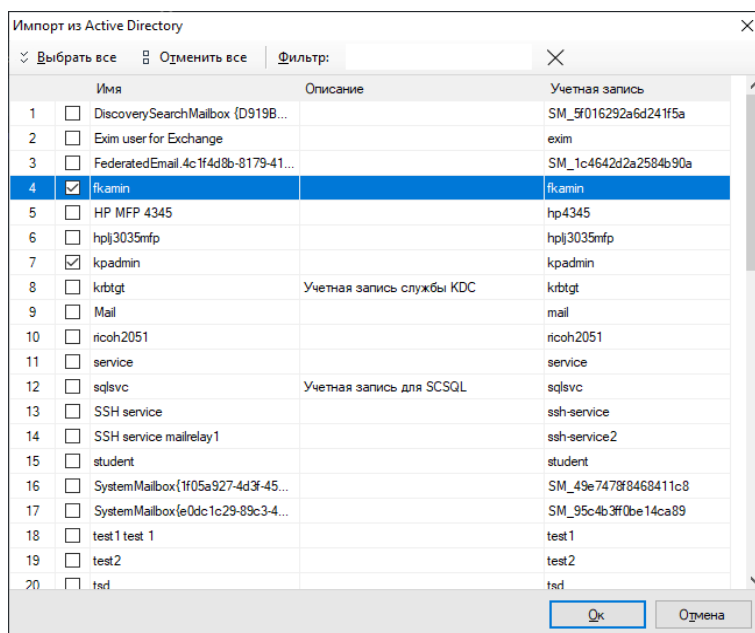 Импорт из Active Directory
Выбрать все Отменить все Фильтр:
Имя Описание Учетная запись
1 DiscoverySearchMailbox {D919B... SM_5f016292a6d241f5a
2 Exim user for Exchange exim
3 FederatedEmail.4c1f4d8b-8179-41... SM_1c4642d2a2584b90a
4 fkamin fkamin
5 HP MFP 4345 hp4345
6 hplj3035mfp hplj3035mfp
7 kpadmin kpadmin
8 krbtgt Учетная запись службы KDC krbtgt
9 Mail mail
10 ricoh2051 ricoh2051
11 service service
12 sqlsvc Учетная запись для SCSQL sqlsvc
13 SSH service ssh-service
14 SSH service mailrelay1 ssh-service2
15 student student
16 SystemMailbox{1f05a927-4d3f-45... SM_49e7478f8468411c8
17 SystemMailbox{e0dc1c29-89c3-4... SM_95c4b3ff0be14ca89
18 test1 test 1 test1
19 test2 test2
20 tsd tsd
Ок Отмена